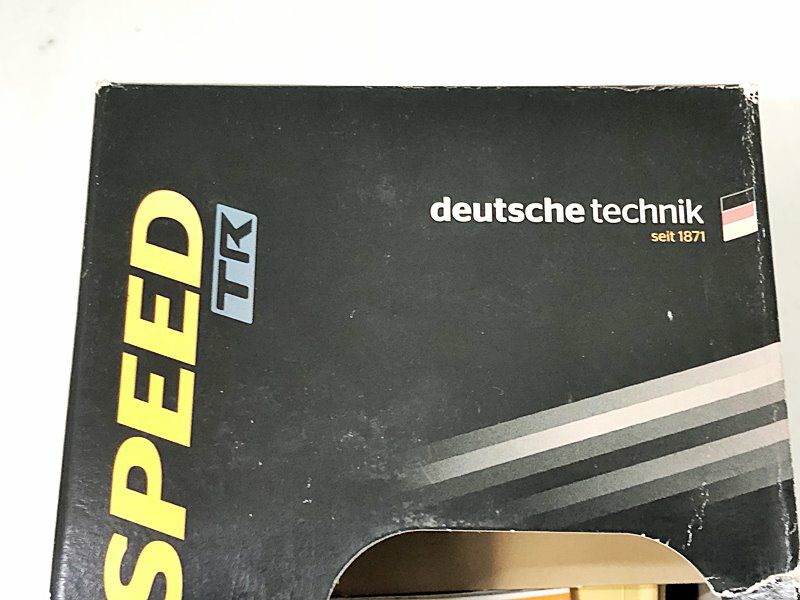 SPEED
TR
deutsche technik
seit 1871